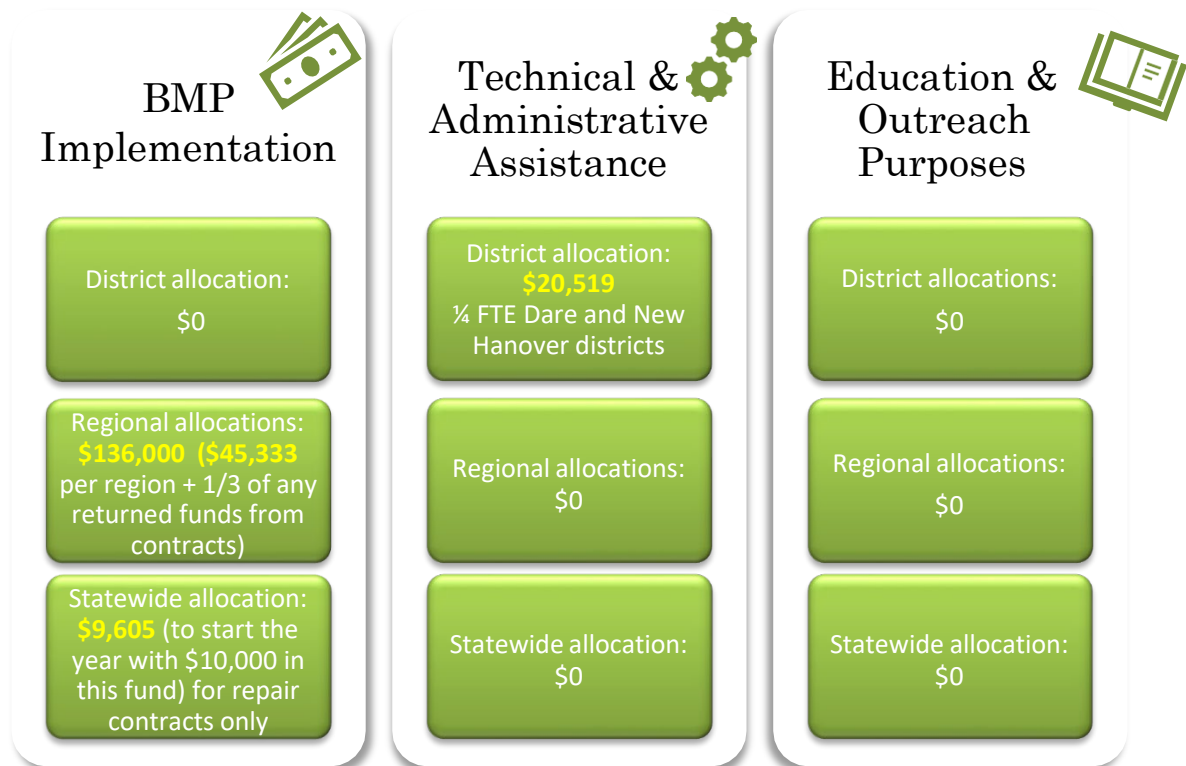 BMP
Implementation
District allocation:
$0
Regional allocations:
$136,000  ($45,333
per region + 1/3 of any
returned funds from
contracts)
Statewide allocation:
$9,605 (to start the
year with $10,000 in
this fund) for repair
contracts only
Technical &
Administrative
Assistance
District allocation:
$20,519
¼ FTE Dare and New
Hanover districts
Regional allocations:
$0
Statewide allocation:
$0
Education &
Outreach
Purposes
District allocations:
$0
Regional allocations:
$0
Statewide allocation:
$0